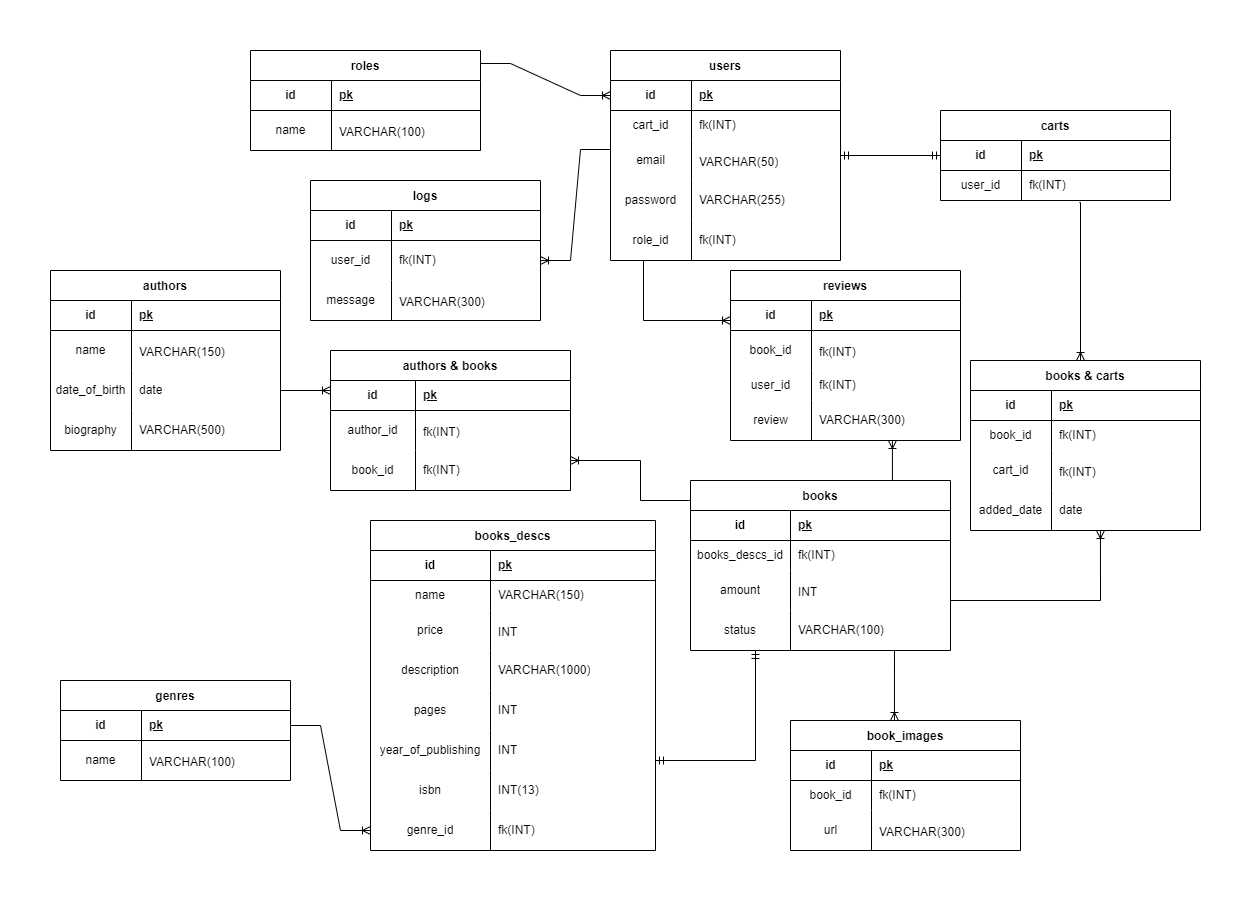 roles
id pk
name VARCHAR(100)
users
id pk
cart_id fk(INT)
email VARCHAR(50)
password VARCHAR(255)
role_id fk(INT)
carts
id pk
user_id fk(INT)
logs
id pk
user_id fk(INT)
message VARCHAR(300)
authors
id pk
name VARCHAR(150)
date_of_birth date
biography VARCHAR(500)
reviews
id pk
book_id fk(INT)
user_id fk(INT)
review VARCHAR(300)
authors & books
id pk
author_id fk(INT)
book_id fk(INT)
books & carts
id pk
book_id fk(INT)
cart_id fk(INT)
added_date date
books
id pk
books_descs_id fk(INT)
amount INT
status VARCHAR(100)
books_descs
id pk
name VARCHAR(150)
price INT
description VARCHAR(1000)
pages INT
year_of_publishing INT
isbn INT(13)
genre_id fk(INT)
genres
id pk
name VARCHAR(100)
book_images
id pk
book_id fk(INT)
url VARCHAR(300)